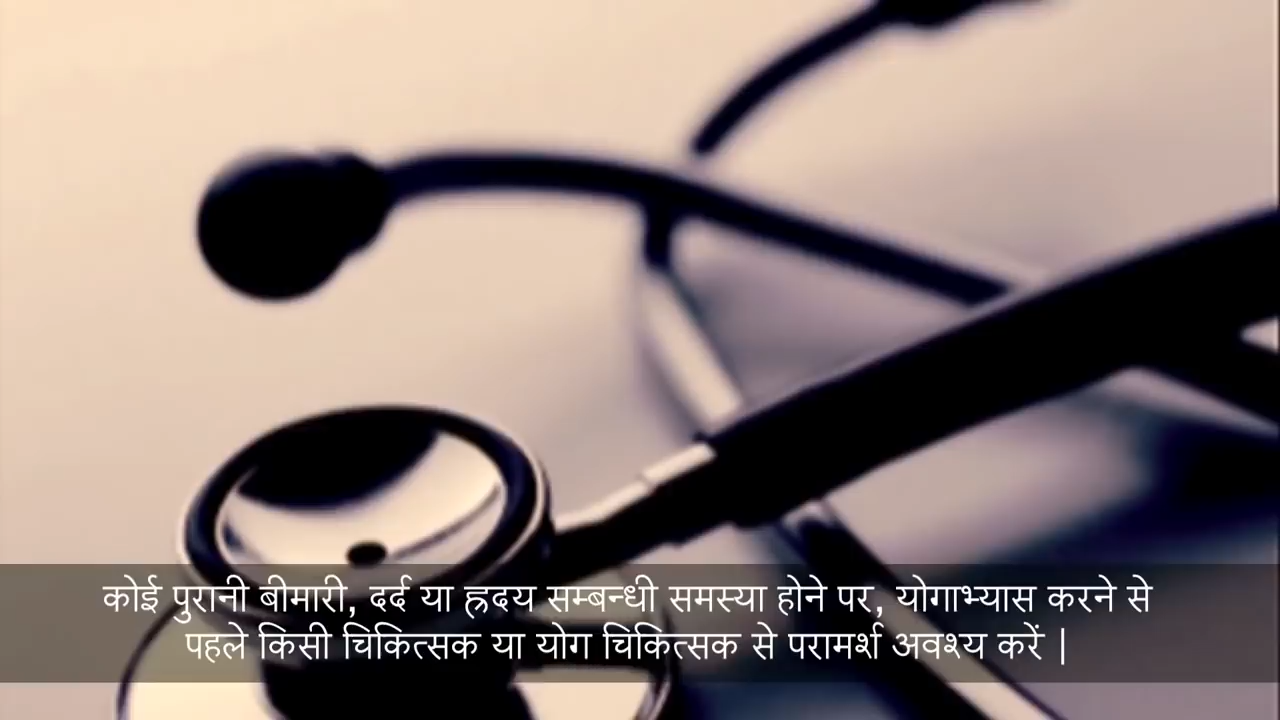 कोई पुरानी बीमारी, दर्द या ह्रदय सम्बन्धी समस्या होने पर, योगाभ्यास करने से
पहले किसी चिकित्सक या योग चिकित्सक से परामर्श अवश्य करें |